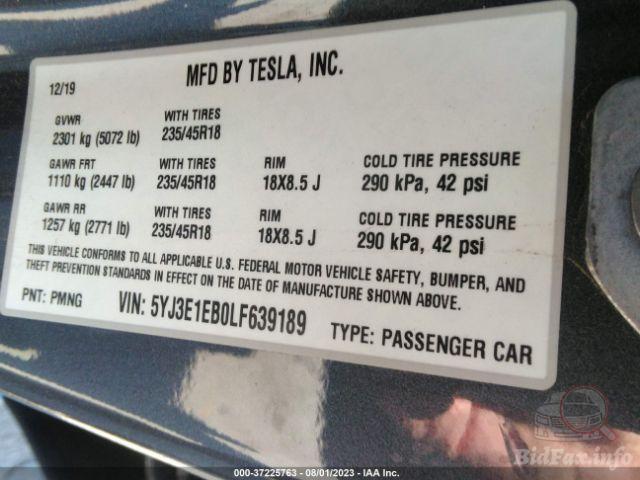 12/19 MFD BY TESLA, INC.
GVWR WITH TIRES
2301 kg (5072 lb) 235/45R18
GAWR FRT WITH TIRES RIM COLD TIRE PRESSURE
1110 kg (2447 lb) 235/45R18 18X8.5 J 290 kPa, 42 psi
GAWR RR WITH TIRES RIM COLD TIRE PRESSURE
1257 kg (2771 lb) 235/45R18 18X8.5 J 290 kPa, 42 psi
THIS VEHICLE CONFORMS TO ALL APPLICABLE U.S. FEDERAL MOTOR VEHICLE SAFETY, BUMPER, AND
THEFT PREVENTION STANDARDS IN EFFECT ON THE DATE OF MANUFACTURE SHOWN ABOVE.
PNT: PMNG VIN: 5YJ3E1EB0LF639189 TYPE: PASSENGER CAR
BidFax.info
000-37225763 - 08/01/2023 - IAA Inc.